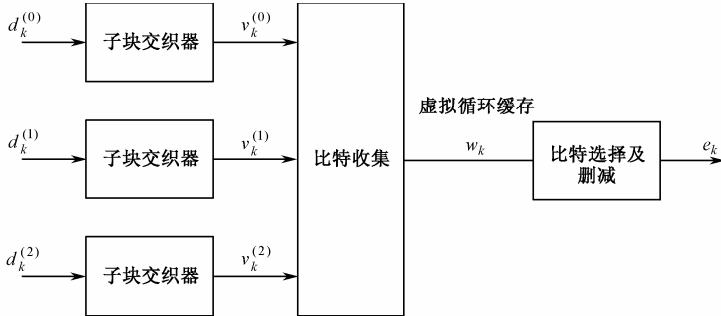 d_k^{(0)}
子块交织器
v_k^{(0)}
d_k^{(1)}
子块交织器
v_k^{(1)}
d_k^{(2)}
子块交织器
v_k^{(2)}
比特收集
虚拟循环缓存
w_k
比特选择及
删减
e_k